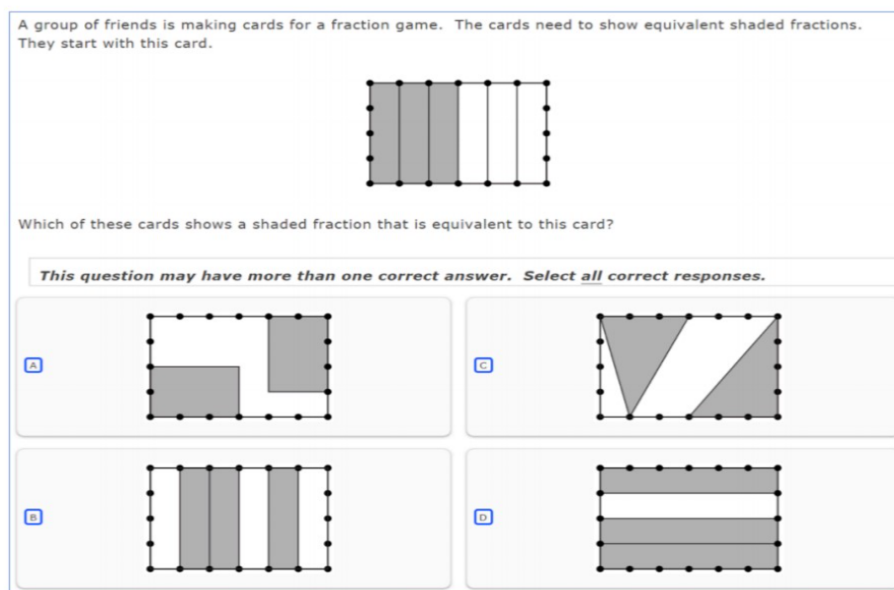 A group of friends is making cards for a fraction game. The cards need to show equivalent shaded fractions.
They start with this card.
Which of these cards shows a shaded fraction that is equivalent to this card?
This question may have more than one correct answer. Select all correct responses.
A
C
B
D